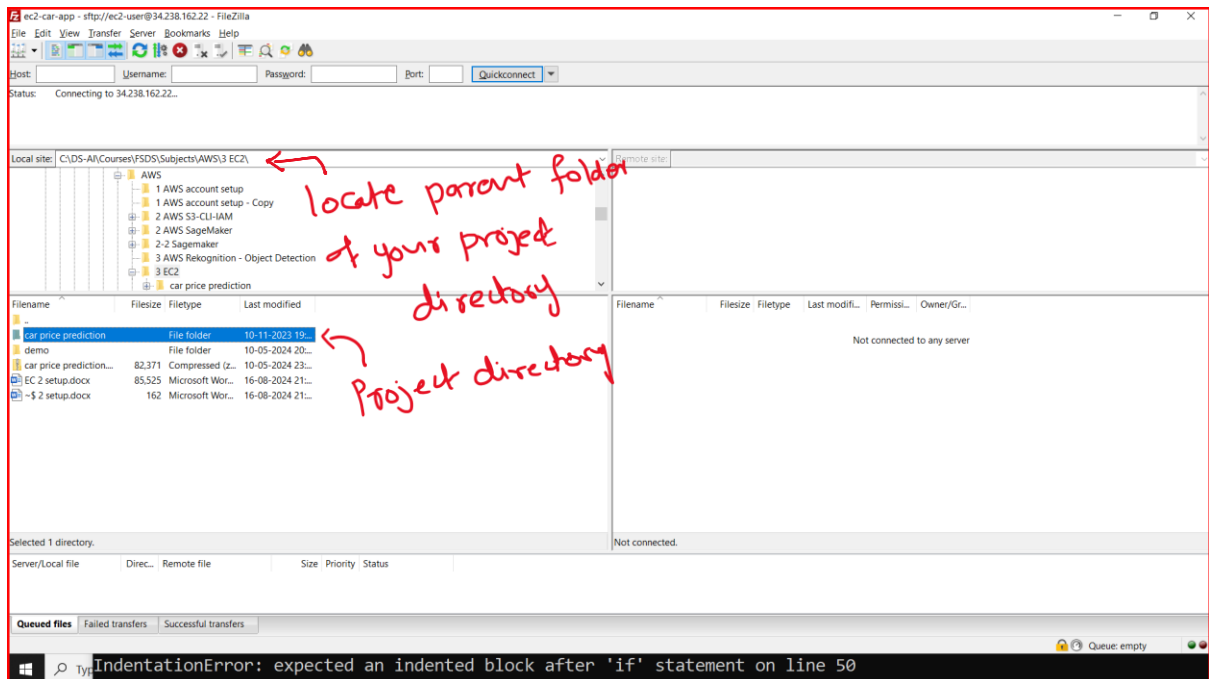 ec2-car-app - sftp://ec2-user@34.238.162.22 - FileZilla
File Edit View Transfer Server Bookmarks Help
Host: Username: Password: Port: Quickconnect
Status: Connecting to 34.238.162.22...
Local site: C:\DS-AI\Courses\FSDS\Subjects\AWS\3 EC2\
Remote site:
AWS
1 AWS account setup
1 AWS account setup - Copy
2 AWS S3-CLI-IAM
2 AWS SageMaker
2-2 Sagemaker
3 AWS Rekognition - Object Detection
3 EC2
car price prediction
locate parent folder
of your project
directory
Filename Filesize Filetype Last modified
..
car price prediction File folder 10-11-2023 19:...
demo File folder 10-05-2024 20:...
car price prediction.... 82,371 Compressed (z... 10-05-2024 23:...
EC 2 setup.docx 85,525 Microsoft Wor... 16-08-2024 21:...
~$ 2 setup.docx 162 Microsoft Wor... 16-08-2024 21:...
Project directory
Filename Filesize Filetype Last modifi... Permissi... Owner/Gr...
Not connected to any server
Selected 1 directory.
Not connected.
Server/Local file Direc... Remote file Size Priority Status
Queued files Failed transfers Successful transfers
Queue: empty
Typ
IndentationError: expected an indented block after 'if' statement on line 50